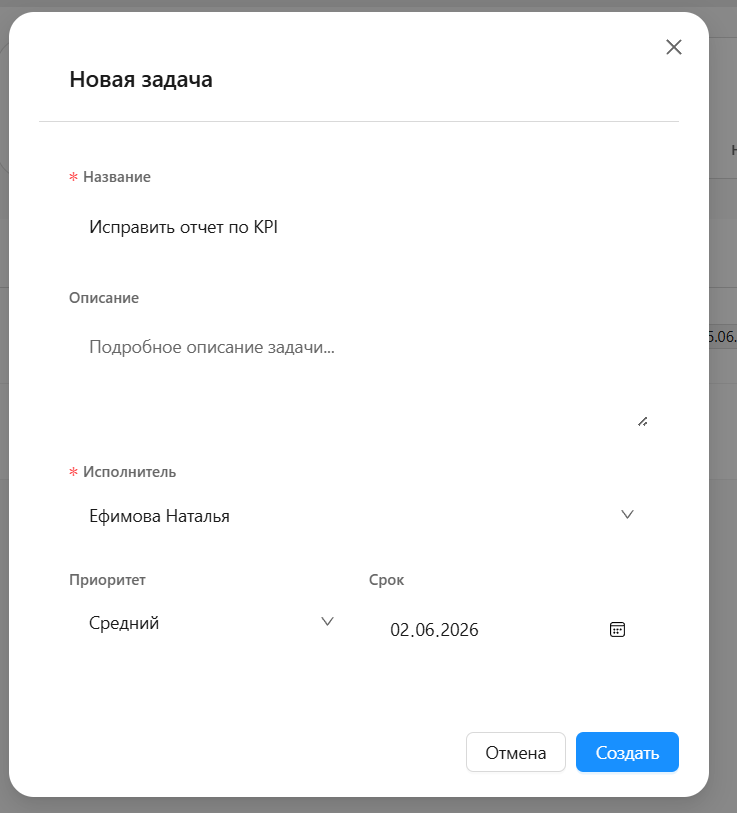 Новая задача
* Название
Исправить отчет по KPI
Описание
Подробное описание задачи...
* Исполнитель
Ефимова Наталья
Приоритет
Срок
Средний
02.06.2026
Отмена
Создать